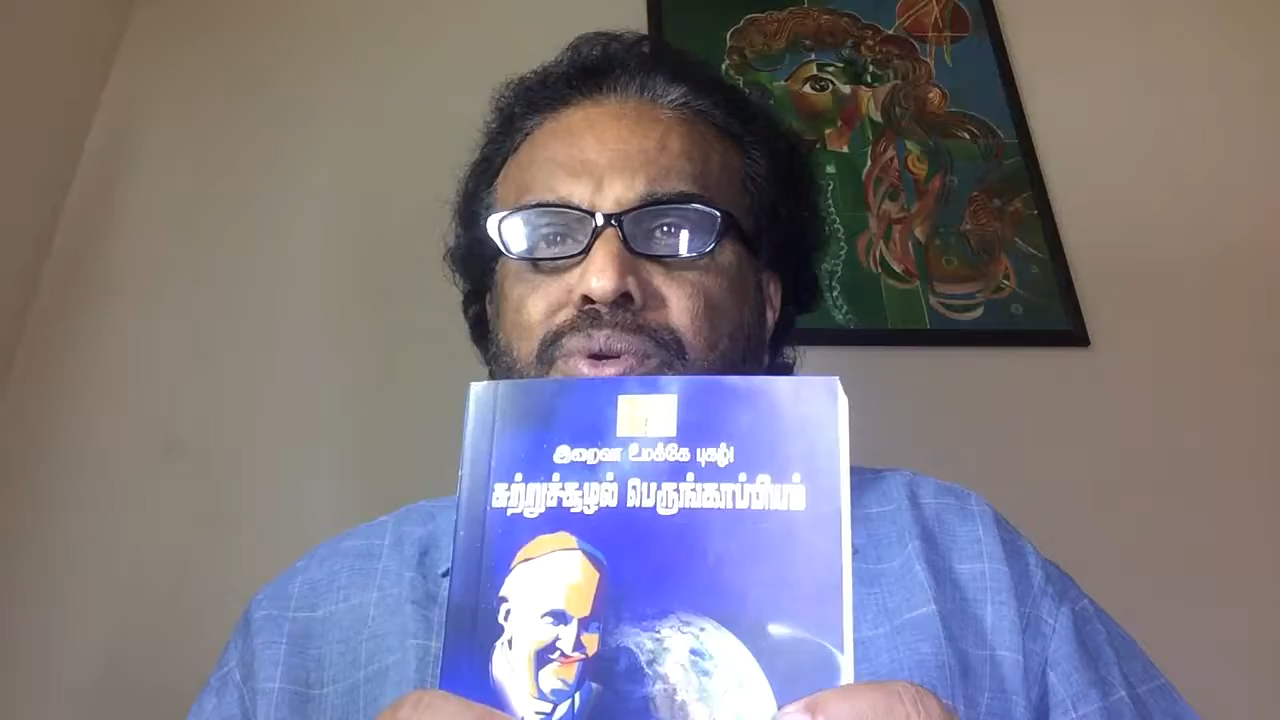 இறைவா உமக்கே புகழ்!
சுற்றுச்சூழல் பெருங்காப்பியம்